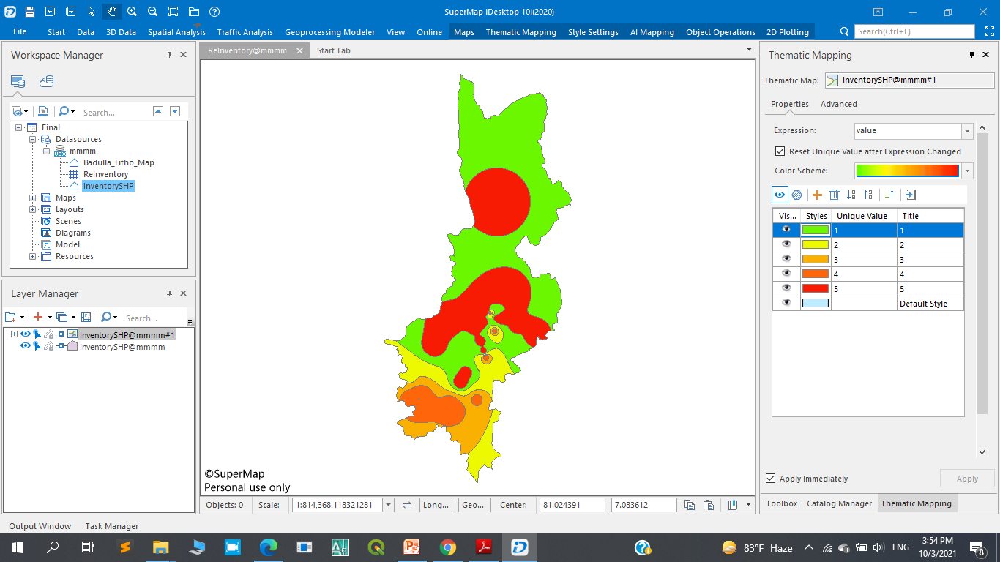 SuperMap iDesktop 10i(2020)
File Start Data 3D Data Spatial Analysis Traffic Analysis Geoprocessing Modeler View Online Maps Thematic Mapping Style Settings AI Mapping Object Operations 2D Plotting Search(Ctrl+F)
Workspace Manager
Search...
Final
Datasources
mmmm
UDX
Badulla_Litho_Map
ReInventory
InventorySHP
Maps
Layouts
Scenes
Diagrams
Model
Resources
Layer Manager
Search...
InventorySHP@mmmm#1
InventorySHP@mmmm
ReInventory@mmmm Start Tab
©SuperMap
Personal use only
Objects: 0 Scale: 1:814,368.118321281 Long... Geo... Center: 81.024391 7.083612
Thematic Mapping
Thematic Map: InventorySHP@mmmm#1
Properties Advanced
Expression: value
Reset Unique Value after Expression Changed
Color Scheme:
Vis... Styles Unique Value Title
1 1
2 2
3 3
4 4
5 5
Default Style
Apply Immediately Apply
Toolbox Catalog Manager Thematic Mapping
Output Window Task Manager
83°F Haze ENG 3:54 PM
10/3/2021
8